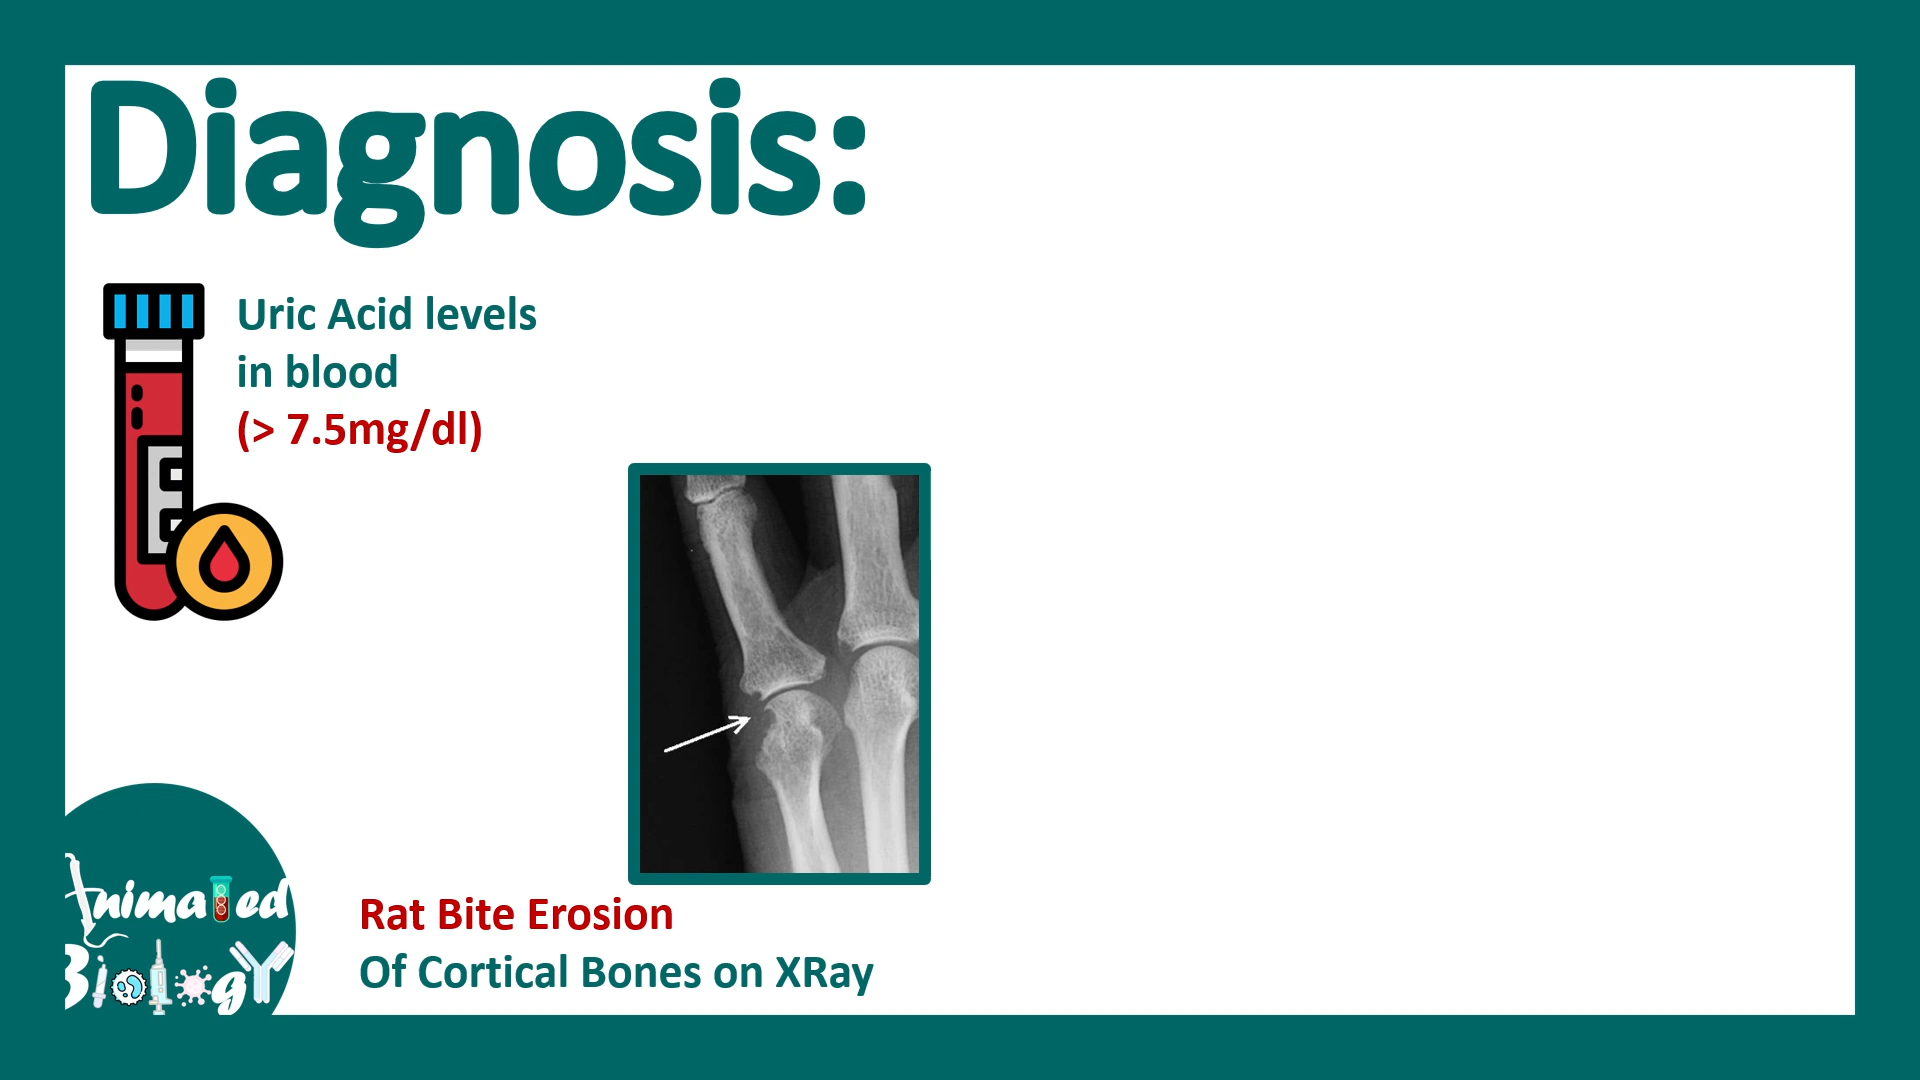 Diagnosis:
Uric Acid levels
in blood
(> 7.5mg/dl)
Rat Bite Erosion
Of Cortical Bones on XRay
Animated
Biology